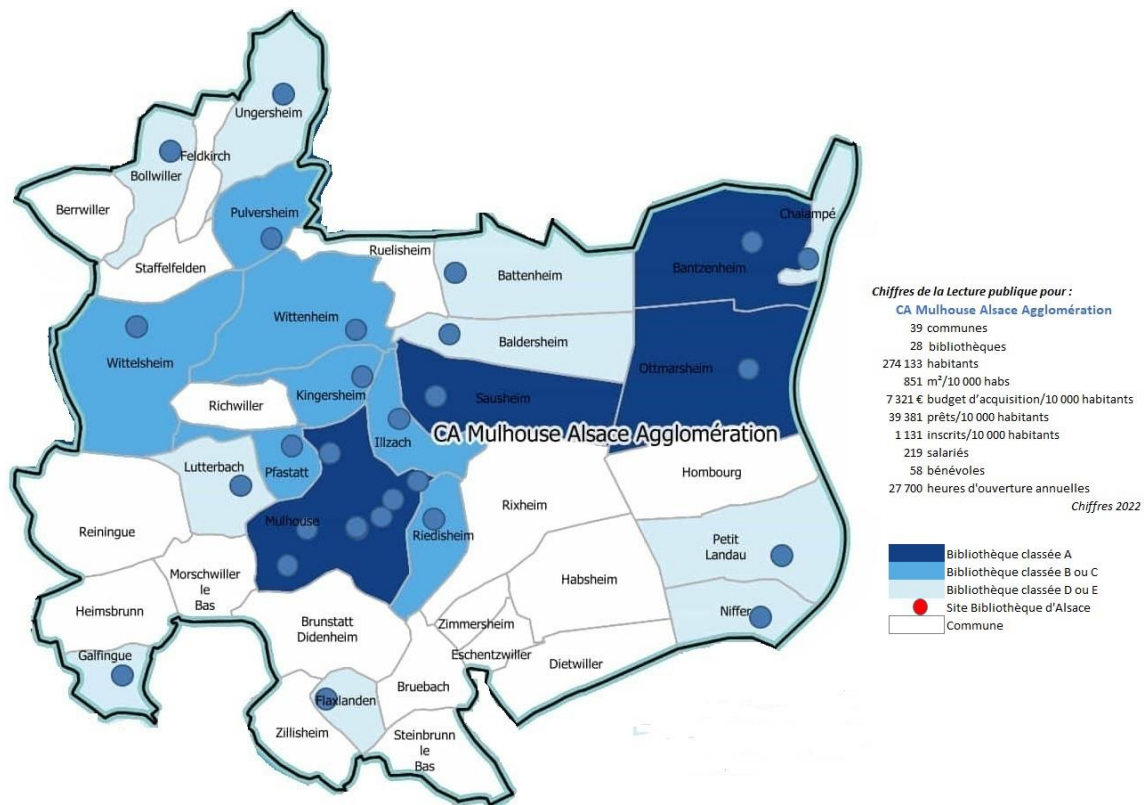 Ungersheim
Feldkirch
Bollwiller
Berrwiller
Pulversheim
Chalampé
Ruelisheim
Staffelfelden
Battenheim
Bantzenheim
Wittenheim
Baldersheim
Wittelsheim
Ottmarsheim
Kingersheim
Sausheim
Richwiller
Illzach
CA Mulhouse Alsace Agglomération
Lutterbach
Pfastatt
Hombourg
Rixheim
Mulhouse
Reiningue
Riedisheim
Petit
Landau
Morschwiller
le
Bas
Habsheim
Heimsbrunn
Niffer
Brunstatt
Didenheim
Zimmersheim
Galfingue
Eschentzwiller
Dietwiller
Bruebach
Flaxlanden
Zillisheim
Steinbrunn
le
Bas
Chiffres de la Lecture publique pour :
CA Mulhouse Alsace Agglomération
39 communes
28 bibliothèques
274 133 habitants
851 m²/10 000 habs
7 321 € budget d'acquisition/10 000 habitants
39 381 prêts/10 000 habitants
1 131 inscrits/10 000 habitants
219 salariés
58 bénévoles
27 700 heures d'ouverture annuelles
Chiffres 2022
Bibliothèque classée A
Bibliothèque classée B ou C
Bibliothèque classée D ou E
Site Bibliothèque d'Alsace
Commune